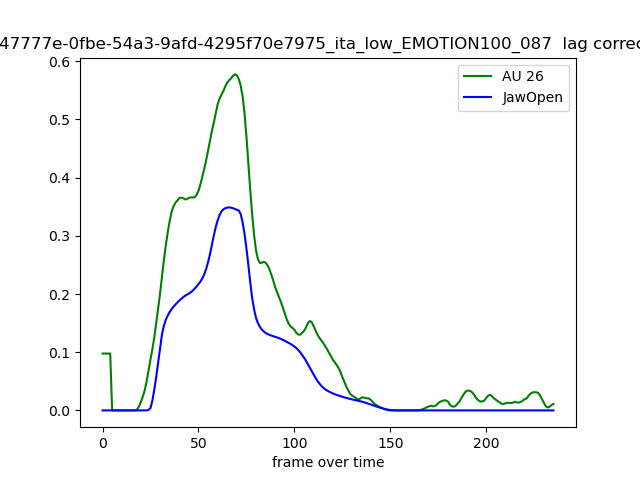 47777e-0fbe-54a3-9afd-4295f70e7975_ita_low_EMOTION100_087 lag correc
AU 26
JawOpen
0.6
0.5
0.4
0.3
0.2
0.1
0.0
0 50 100 150 200
frame over time